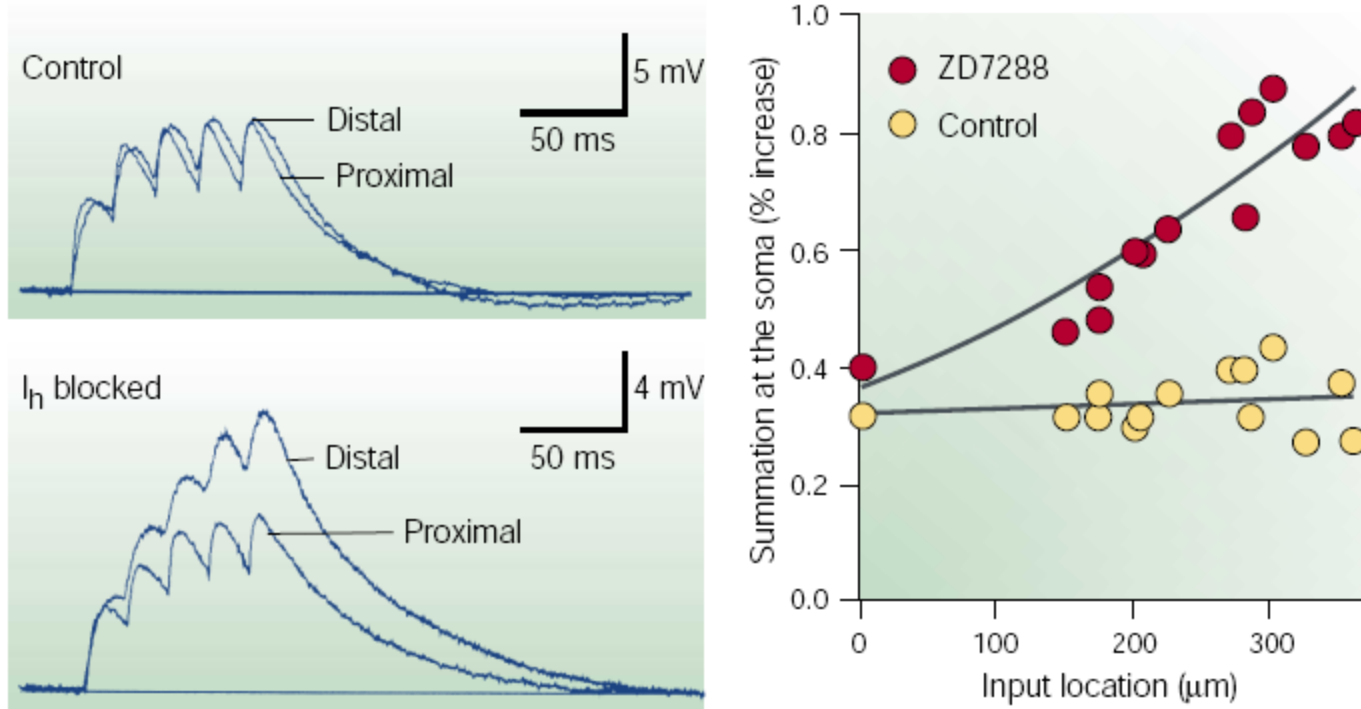 Control
5 mV
50 ms
Distal
Proximal
I_h blocked
4 mV
50 ms
Distal
Proximal
Summation at the soma (% increase)
1.0
0.8
0.6
0.4
0.2
0.0
ZD7288
Control
0 100 200 300
Input location (μm)